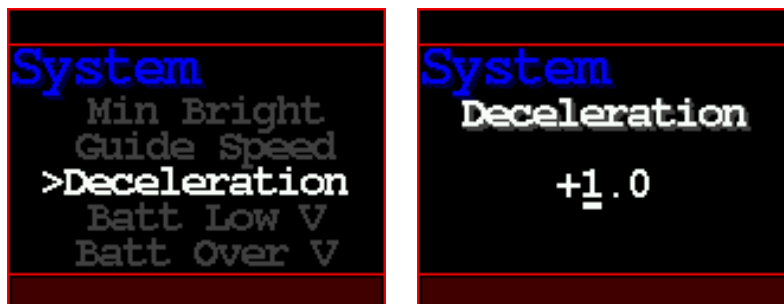 System
Min Bright
Guide Speed
>Deceleration
Batt Low V
Batt Over V
System
Deceleration
+1.0